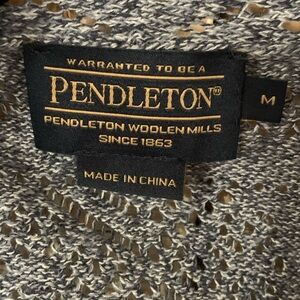 WARRANTED TO BE A
PENDLETON®
M
PENDLETON WOOLEN MILLS
SINCE 1863
MADE IN CHINA